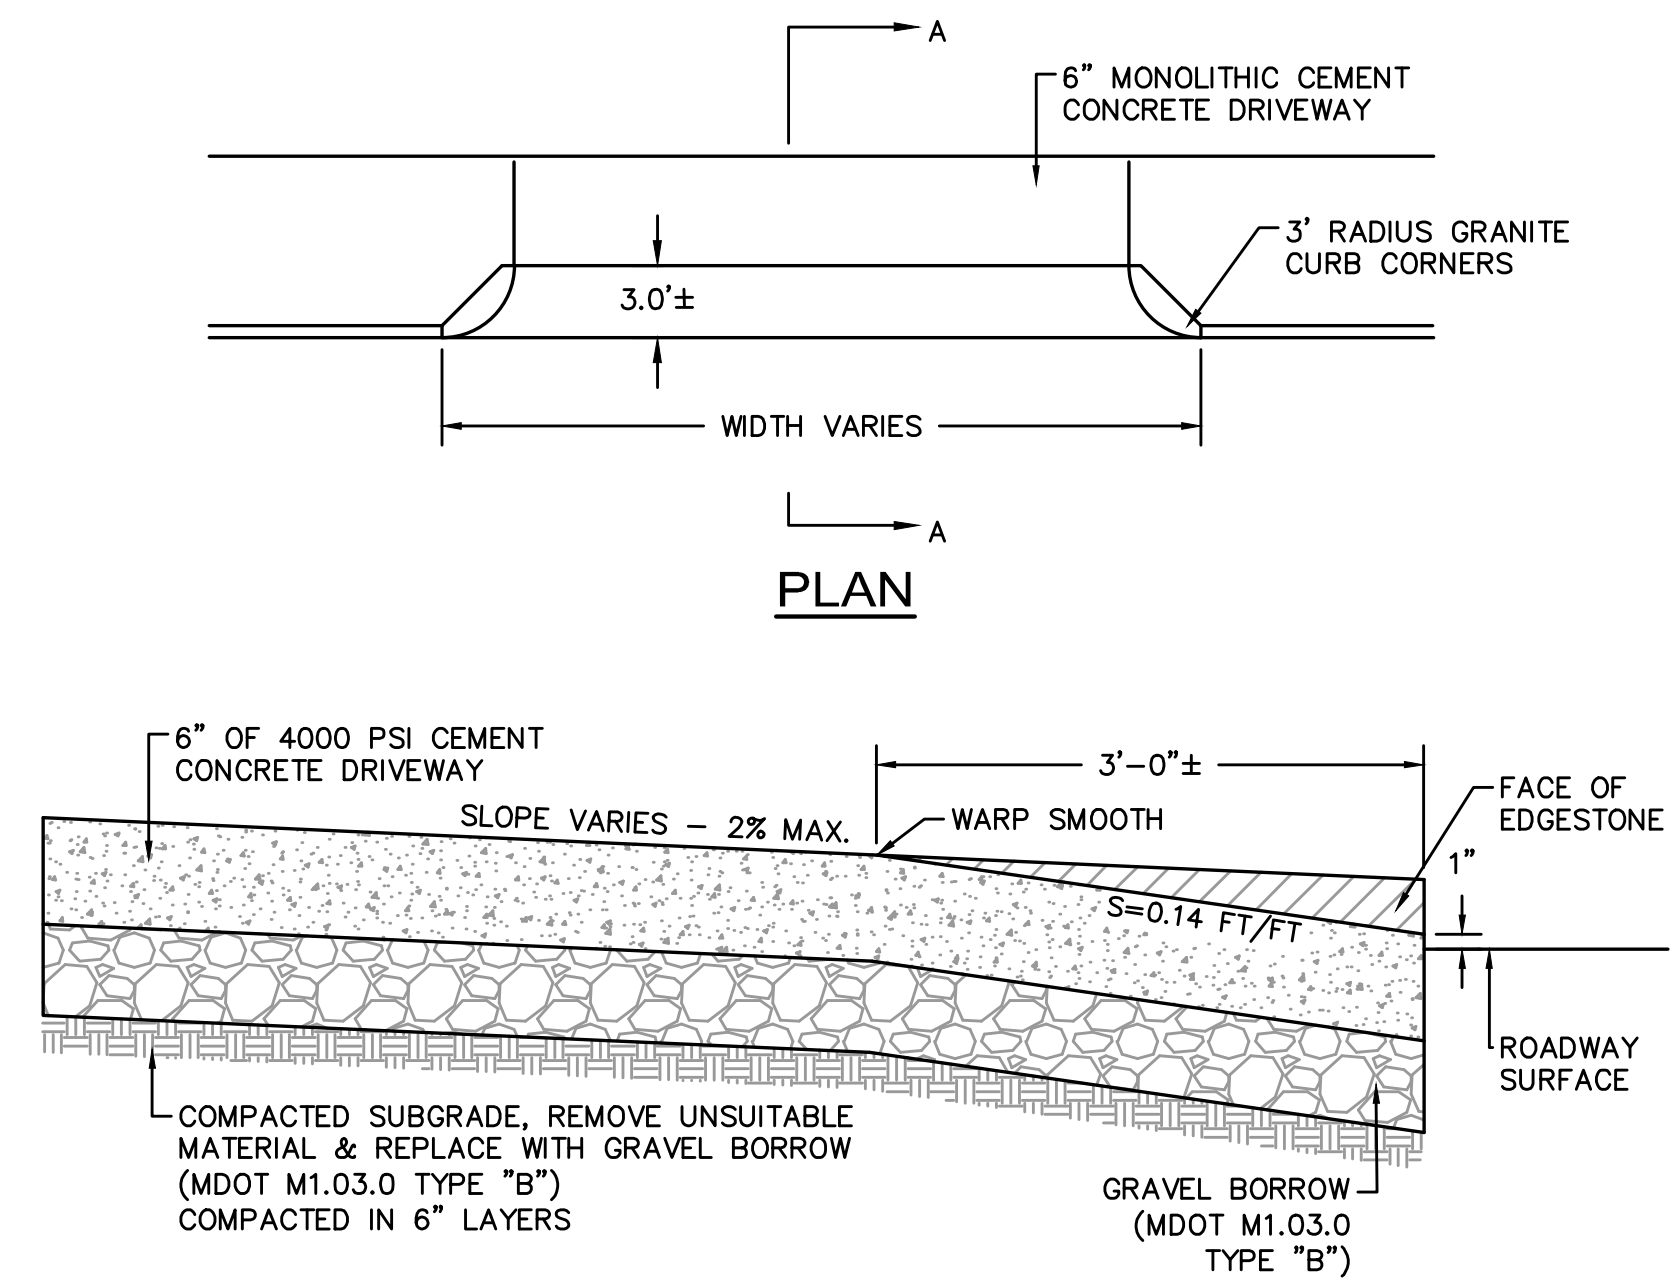 A
6” MONOLITHIC CEMENT
CONCRETE DRIVEWAY
3’ RADIUS GRANITE
CURB CORNERS
3.0’±
WIDTH VARIES
A
PLAN
6” OF 4000 PSI CEMENT
CONCRETE DRIVEWAY
3’-0”±
FACE OF
EDGESTONE
SLOPE VARIES - 2% MAX.
WARP SMOOTH
1”
S=0.14 FT/FT
ROADWAY
SURFACE
COMPACTED SUBGRADE, REMOVE UNSUITABLE
MATERIAL & REPLACE WITH GRAVEL BORROW
(MDOT M1.03.0 TYPE ”B”)
COMPACTED IN 6” LAYERS
GRAVEL BORROW
(MDOT M1.03.0
TYPE ”B”)